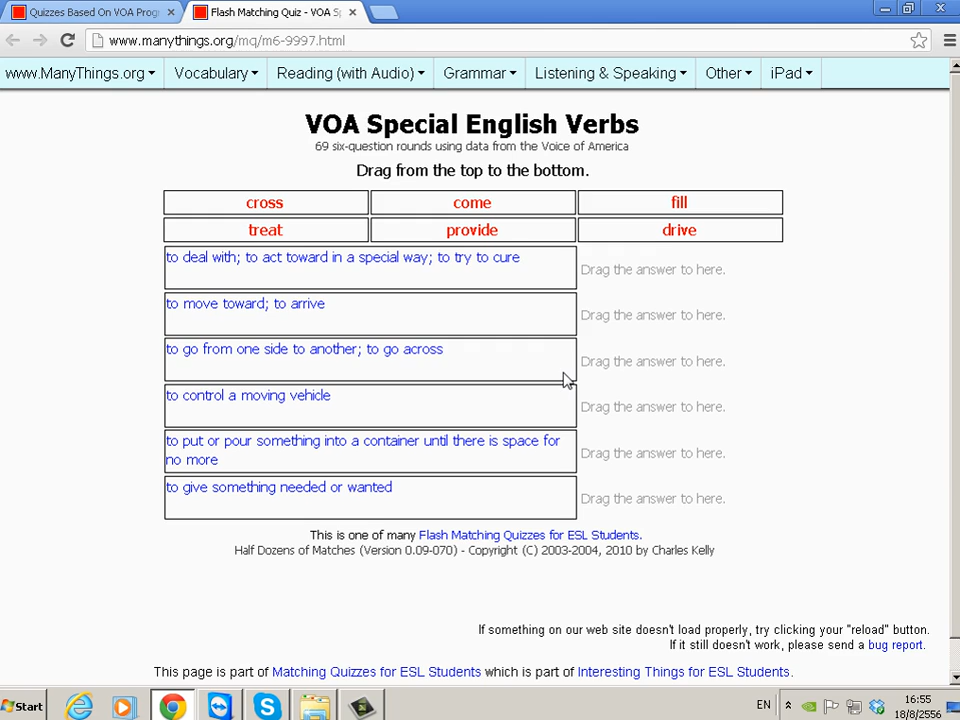 Quizzes Based On VOA Prog
Flash Matching Quiz - VOA Sp
www.manythings.org/mq/m6-9997.html
www.ManyThings.org Vocabulary Reading (with Audio) Grammar Listening & Speaking Other iPad
VOA Special English Verbs
69 six-question rounds using data from the Voice of America
Drag from the top to the bottom.
cross come fill
treat provide drive
to deal with; to act toward in a special way; to try to cure
Drag the answer to here.
to move toward; to arrive
Drag the answer to here.
to go from one side to another; to go across
Drag the answer to here.
to control a moving vehicle
Drag the answer to here.
to put or pour something into a container until there is space for
no more
Drag the answer to here.
to give something needed or wanted
Drag the answer to here.
This is one of many Flash Matching Quizzes for ESL Students.
Half Dozens of Matches (Version 0.09-070) - Copyright (C) 2003-2004, 2010 by Charles Kelly
If something on our web site doesn't load properly, try clicking your "reload" button.
If it still doesn't work, please send a bug report.
This page is part of Matching Quizzes for ESL Students which is part of Interesting Things for ESL Students.
Start
EN
16:55
18/8/2556